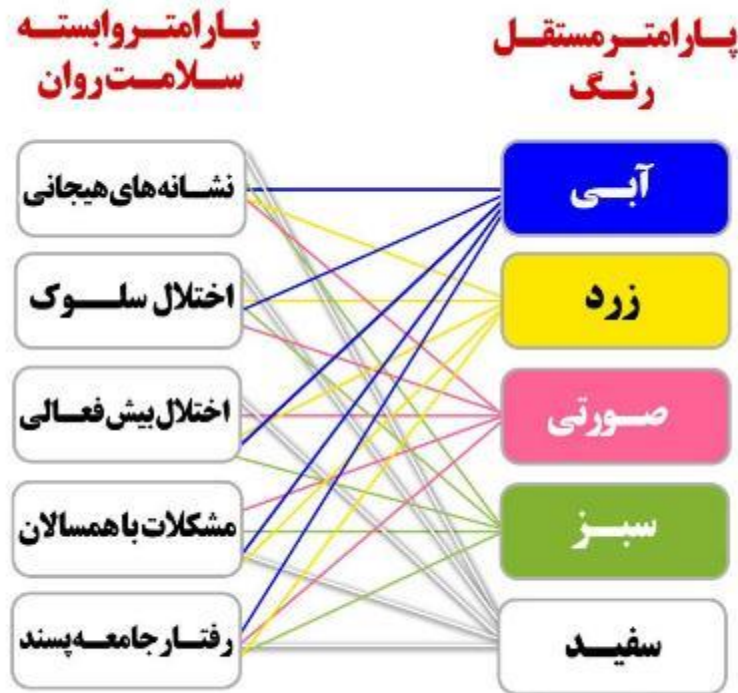 پارامتر مستقل
رنگ
آبی
زرد
صورتی
سبز
سفید
پارامتر وابسته
سلامت روان
نشانه های هیجانی
اختلال سلوک
اختلال بیش فعالی
مشکلات با همسالان
رفتار جامعه پسند